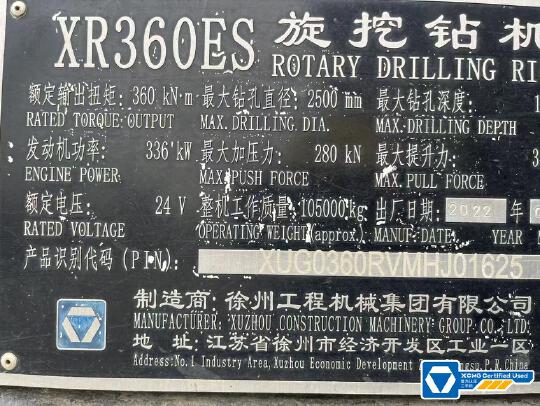 XR360ES 旋挖钻机
ROTARY DRILLING RI
额定输出扭矩: 360 kN·m 最大钻孔直径: 2500 mm 最大钻孔深度: 1
RATED TORQUE OUTPUT MAX. DRILLING DIA. MAX. DRILLING DEPTH
发动机功率: 336 kW 最大加压力: 280 kN 最大提升力: 3
ENGINE POWER MAX. PUSH FORCE MAX. PULL FORCE
额定电压: 24 V 整机工作质量: 105000kg 出厂日期: 2022 年
RATED VOLTAGE OPERATING WEIGHT(approx.) MANUF. DATE: YEAR M
产品识别代码 (PIN): XUG0360RVMHJ01625
制造商: 徐州工程机械集团有限公
MANUFACTURER: XUZHOU CONSTRUCTION MACHINERY GROUP CO., LTD.
地 址: 江苏省徐州市经济开发区工业一区
Address: No.1 Industry Area, Xuzhou Economic Development P.R.China
XCMG Certified Used